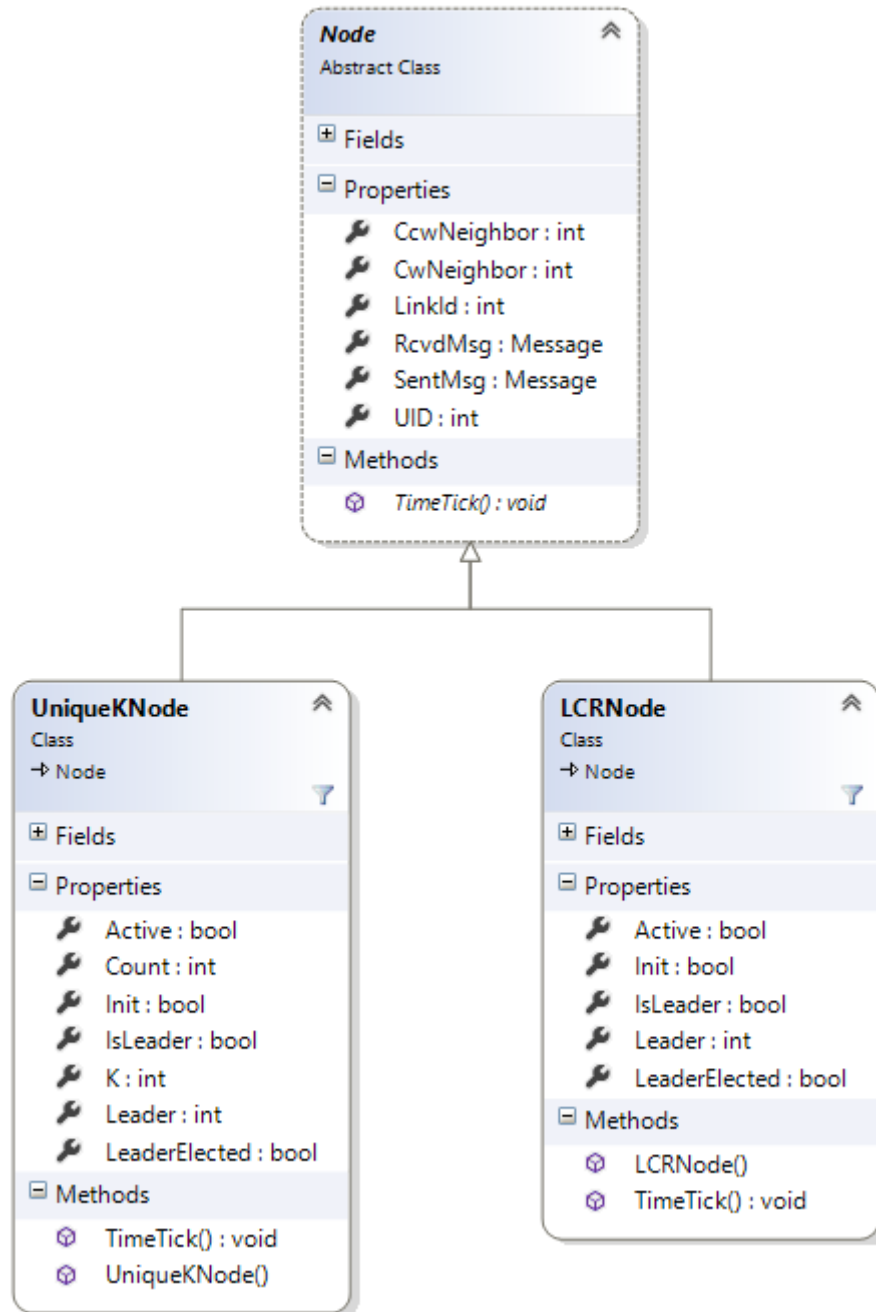 Node
Abstract Class
Fields
Properties
CcwNeighbor : int
CwNeighbor : int
LinkId : int
RcvdMsg : Message
SentMsg : Message
UID : int
Methods
TimeTick() : void
UniqueKNode
Class
Node
Fields
Properties
Active : bool
Count : int
Init : bool
IsLeader : bool
K : int
Leader : int
LeaderElected : bool
Methods
TimeTick() : void
UniqueKNode()
LCRNode
Class
Node
Fields
Properties
Active : bool
Init : bool
IsLeader : bool
Leader : int
LeaderElected : bool
Methods
LCRNode()
TimeTick() : void